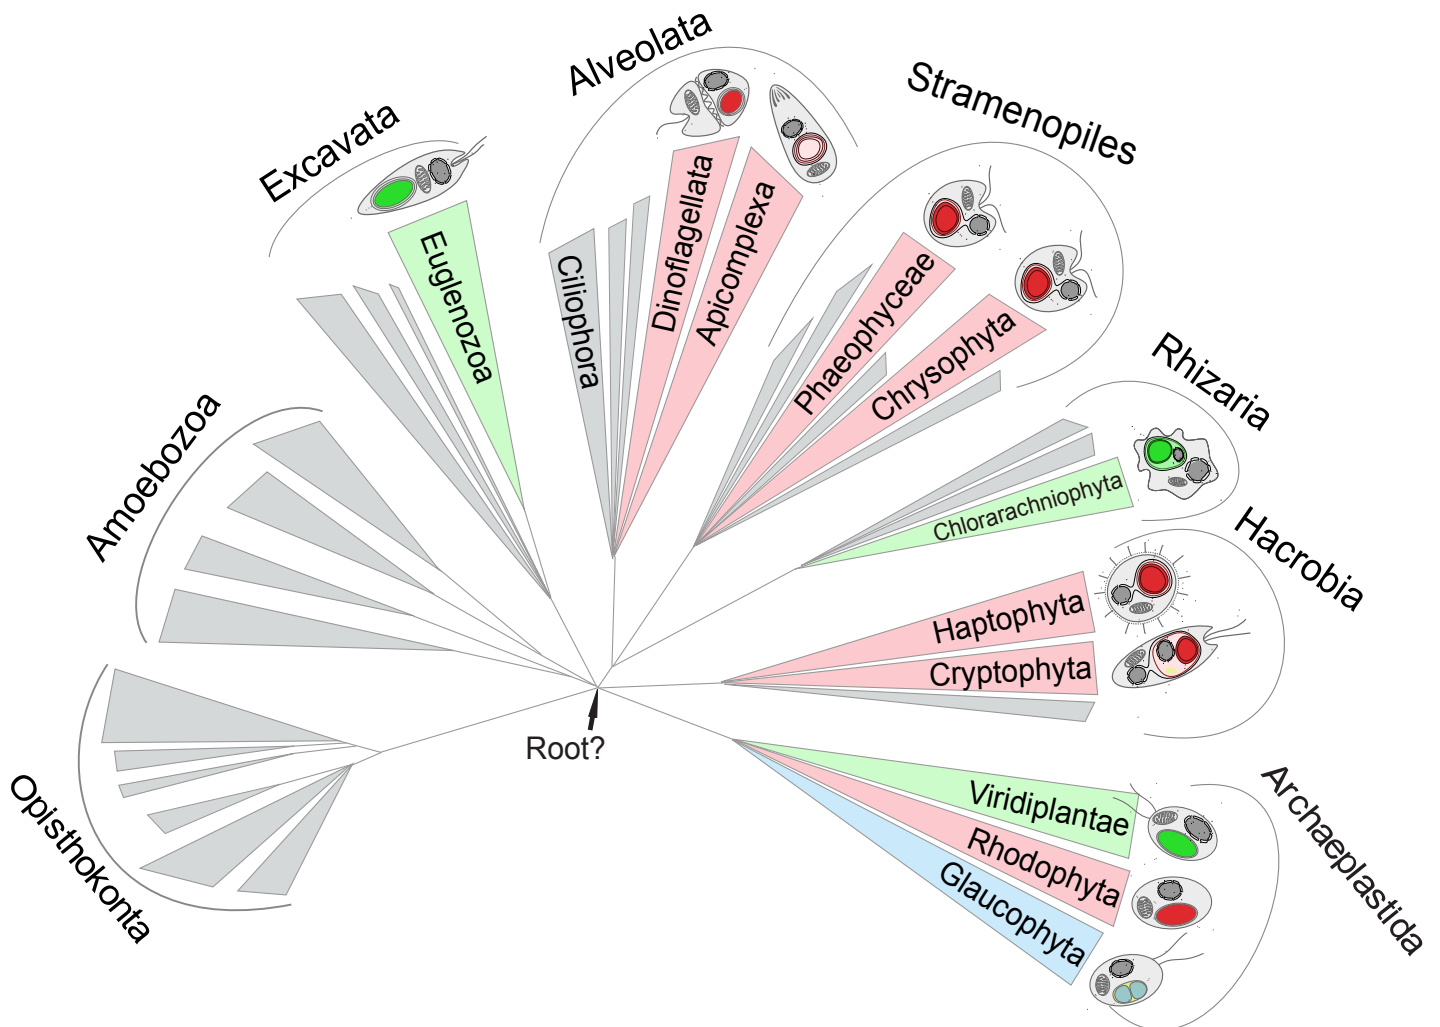 Alveolata
Stramenopiles
Excavata
Euglenozoa
Ciliophora
Dinoflagellata
Apicomplexa
Phaeophyceae
Chrysophyta
Rhizaria
Chlorarachniophyta
Amoebozoa
Hacrobia
Haptophyta
Cryptophyta
Root?
Opisthokonta
Viridiplantae
Rhodophyta
Glaucophyta
Archaeplastida